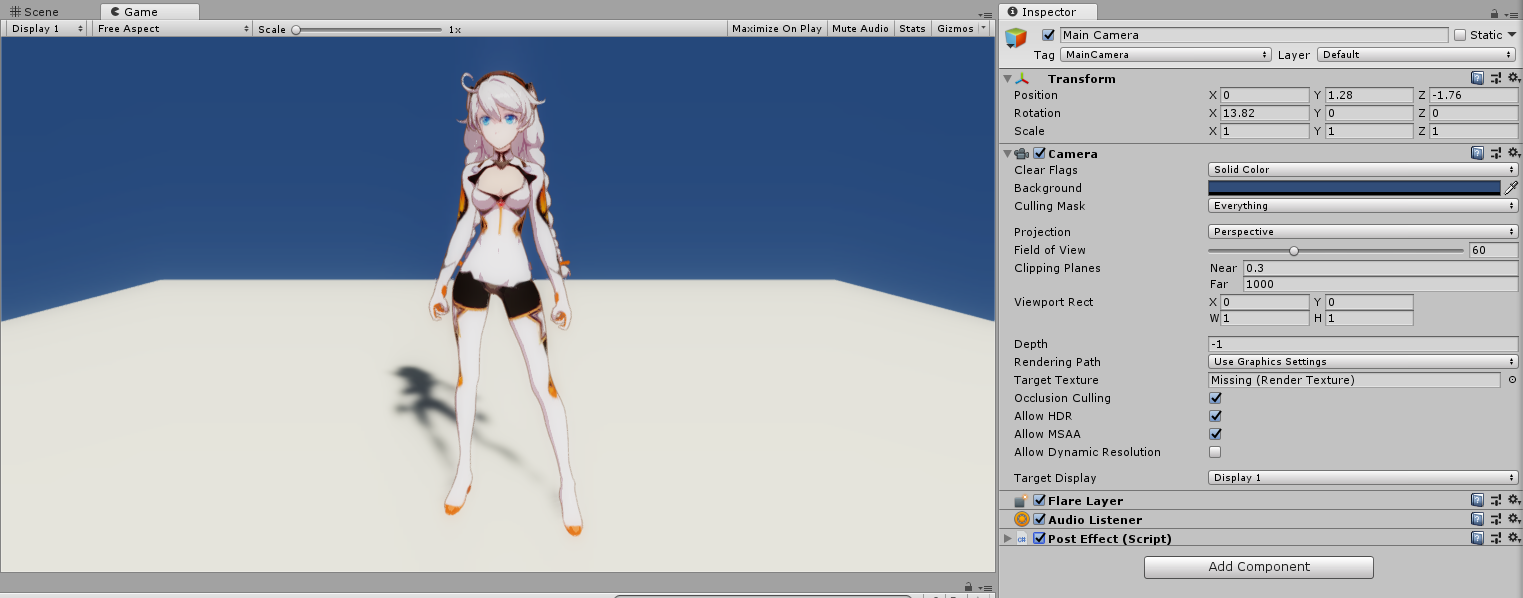 Scene Game
Display 1 Free Aspect Scale 1x Maximize On Play Mute Audio Stats Gizmos
Inspector
Main Camera Static
Tag MainCamera Layer Default
Transform
Position X 0 Y 1.28 Z -1.76
Rotation X 13.82 Y 0 Z 0
Scale X 1 Y 1 Z 1
Camera
Clear Flags Solid Color
Background
Culling Mask Everything
Projection Perspective
Field of View 60
Clipping Planes Near 0.3
Far 1000
Viewport Rect X 0 Y 0
W 1 H 1
Depth -1
Rendering Path Use Graphics Settings
Target Texture Missing (Render Texture)
Occlusion Culling
Allow HDR
Allow MSAA
Allow Dynamic Resolution
Target Display Display 1
Flare Layer
Audio Listener
c# Post Effect (Script)
Add Component